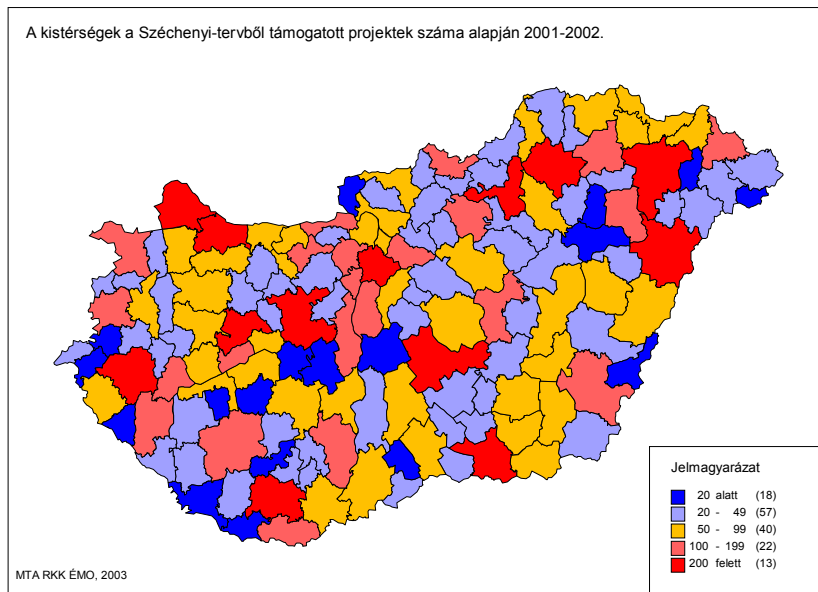 A kistérségek a Széchenyi-tervből támogatott projektek száma alapján 2001-2002.
Jelmagyarázat
20 alatt (18)
20 - 49 (57)
50 - 99 (40)
100 - 199 (22)
200 felett (13)
MTA RKK ÉMO, 2003